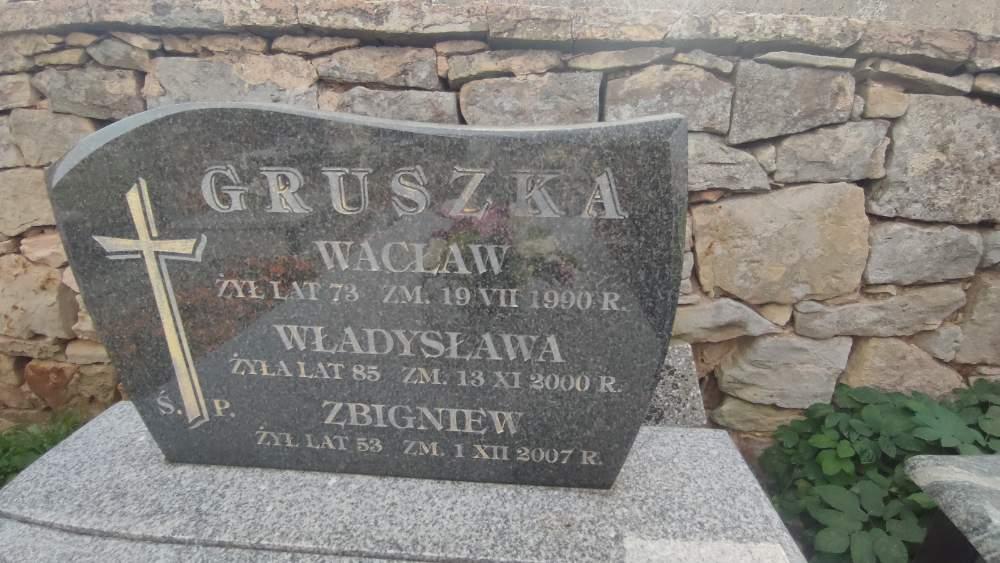 GRUSZKA
WACŁAW
ŻYŁ LAT 73 ZM. 19 VII 1990 R.
WŁADYSŁAWA
ŻYŁA LAT 85 ZM. 13 XI 2000 R.
ZBIGNIEW
Ś. P.
ŻYŁ LAT 53 ZM. 1 XII 2007 R.